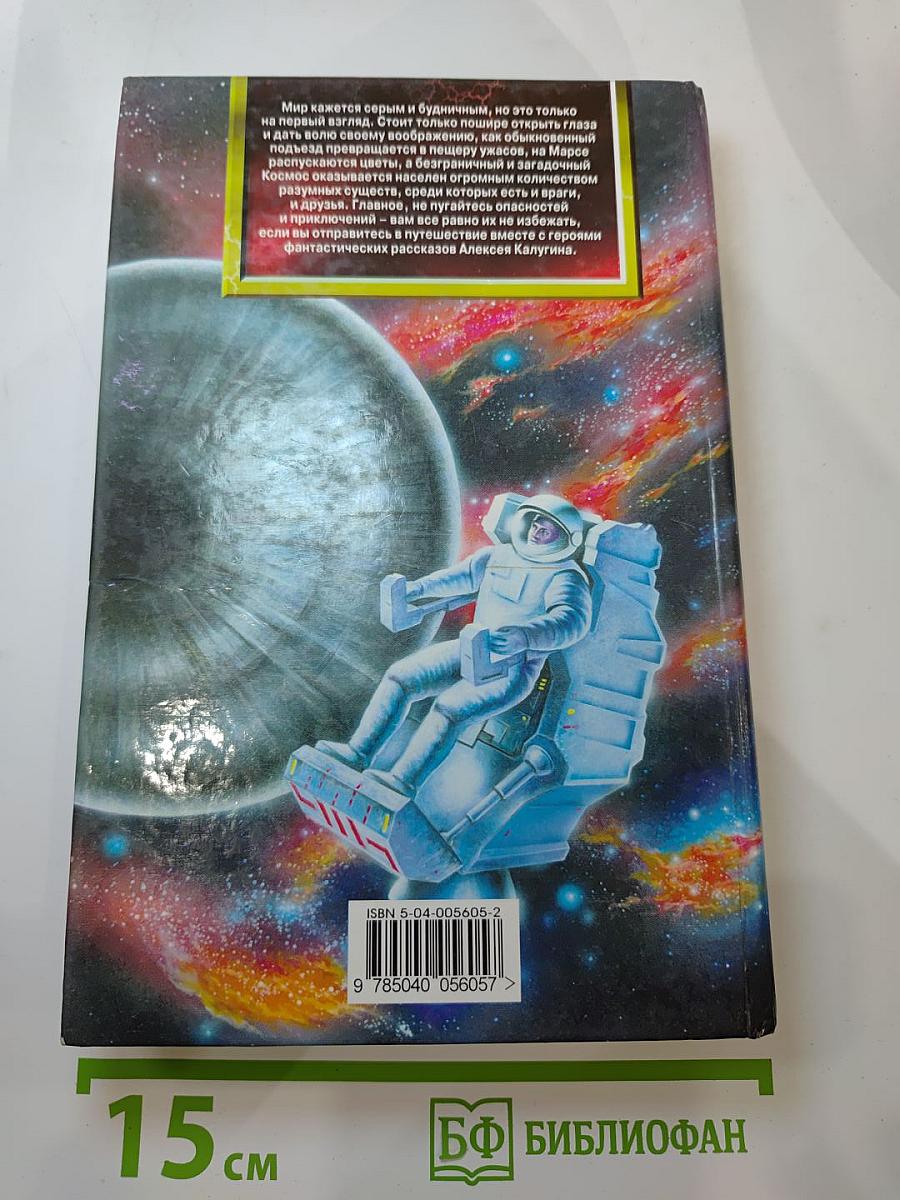 Мир кажется серым и будничным, но это только
на первый взгляд. Стоит только пошире открыть глаза
и дать волю своему воображению, как обыкновенный
подъезд превращается в пещеру ужасов, на Марсе
распускаются цветы, а безграничный и загадочный
Космос оказывается населен огромным количеством
разумных существ, среди которых есть и враги,
и друзья. Главное, не пугайтесь опасностей
и приключений – вам все равно их не избежать,
если вы отправитесь в путешествие вместе с героями
фантастических рассказов Алексея Калугина.
ISBN 5-04-005605-2
9 785040 056057 >
15 см
БФ БИБЛИОФАН